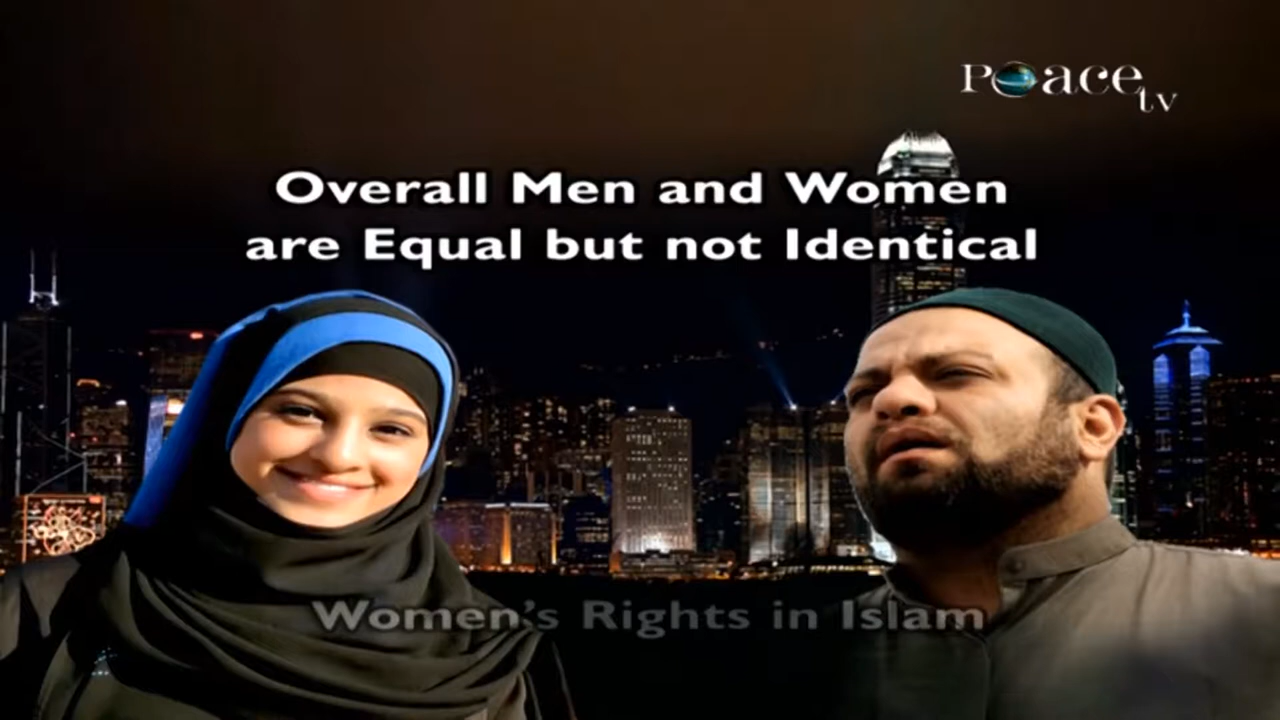 Peace tv
Overall Men and Women
are Equal but not Identical
Women's Rights in Islam